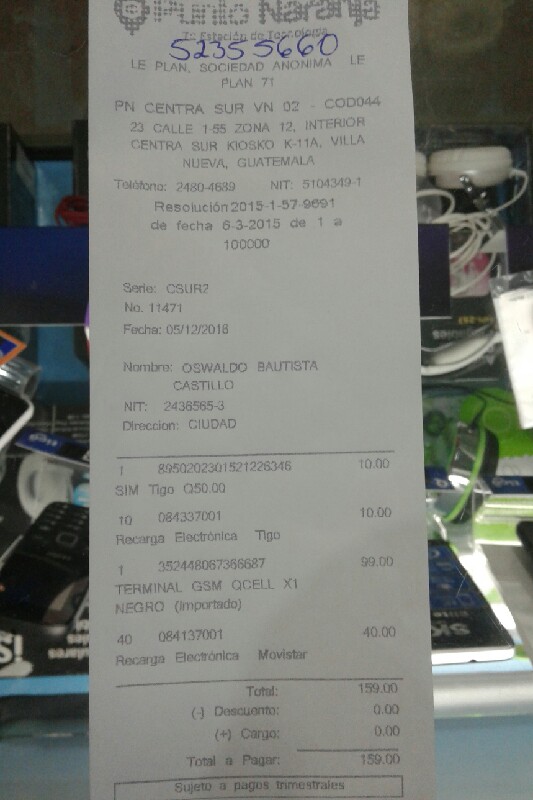 Punto Naranja
Tu Estación de
52355660
LE PLAN, SOCIEDAD ANONIMA LE
PLAN 71
PN CENTRA SUR VN 02 - COD044
23 CALLE 1-55 ZONA 12, INTERIOR
CENTRA SUR KIOSKO K-11A, VILLA
NUEVA, GUATEMALA
Teléfono: 2480-4689 NIT: 5104349-1
Resolución 2015-1-57-9691
de fecha 6-3-2015 de 1 a
100000
Serie: CSUR2
No. 11471
Fecha: 05/12/2018
Nombre: OSWALDO BAUTISTA
CASTILLO
NIT: 2438565-3
Direccion: CIUDAD
1 8950202301521226346 10.00
SIM Tigo Q50.00
10 084337001 10.00
Recarga Electrónica Tigo
1 352448087366687 99.00
TERMINAL GSM QCELL X1
NEGRO (Importado)
40 084137001 40.00
Recarga Electrónica Movistar
Total: 159.00
(-) Descuento: 0.00
(+) Cargo: 0.00
Total a Pagar: 159.00
Sujeto a pagos trimestrales
tigo